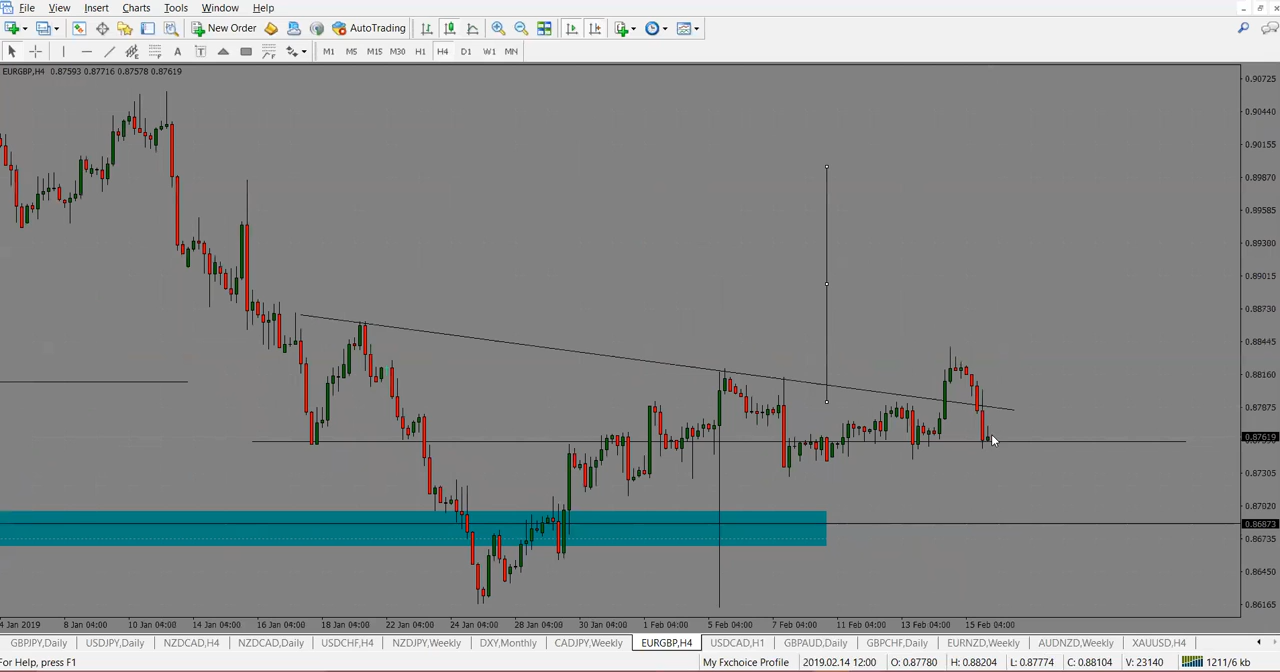 File View Insert Charts Tools Window Help
New Order AutoTrading
A T M1 M5 M15 M30 H1 H4 D1 W1 MN
EURGBP,H4 0.87593 0.87716 0.87578 0.87619
0.90725
0.90440
0.90155
0.89870
0.89585
0.89300
0.89015
0.88730
0.88445
0.88160
0.87875
0.87619
0.87305
0.87020
0.86873
0.86735
0.86450
0.86165
4 Jan 2019 8 Jan 04:00 10 Jan 04:00 14 Jan 04:00 16 Jan 04:00 18 Jan 04:00 22 Jan 04:00 24 Jan 04:00 28 Jan 04:00 30 Jan 04:00 1 Feb 04:00 5 Feb 04:00 7 Feb 04:00 11 Feb 04:00 13 Feb 04:00 15 Feb 04:00
GBPJPY,Daily USDJPY,Daily NZDCAD,H4 NZDCAD,Daily USDCHF,H4 NZDJPY,Weekly DXY,Monthly CADJPY,Weekly EURGBP,H4 USDCAD,H1 GBPAUD,Daily GBPCHF,Daily EURNZD,Weekly AUDNZD,Weekly XAUUSD,H4
For Help, press F1 My Fxchoice Profile 2019.02.14 12:00 O: 0.87780 H: 0.88204 L: 0.87774 C: 0.88104 V: 23140 1211/6 kb